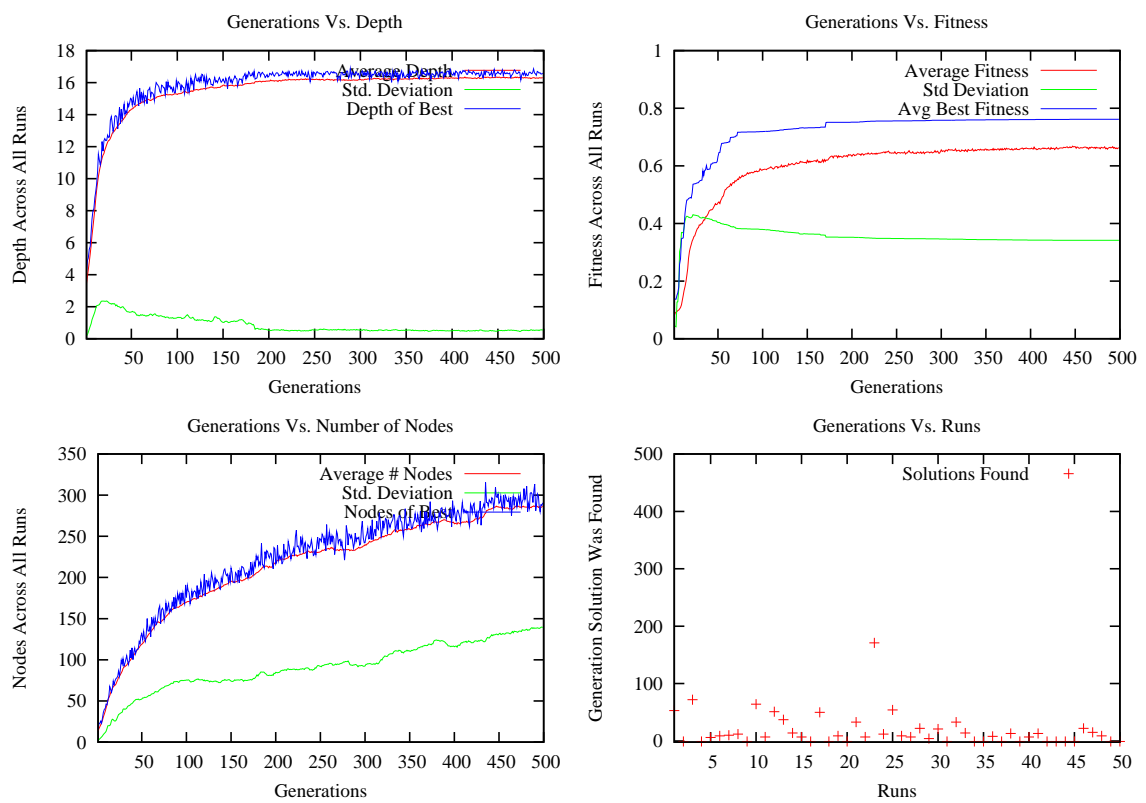 Generations Vs. Depth
Depth Across All Runs
18
16
14
12
10
8
6
4
2
0
Average Depth
Std. Deviation
Depth of Best
50 100 150 200 250 300 350 400 450 500
Generations
Generations Vs. Fitness
Fitness Across All Runs
1
0.8
0.6
0.4
0.2
0
Average Fitness
Std Deviation
Avg Best Fitness
50 100 150 200 250 300 350 400 450 500
Generations
Generations Vs. Number of Nodes
Nodes Across All Runs
350
300
250
200
150
100
50
0
Average # Nodes
Std. Deviation
Nodes of Best
50 100 150 200 250 300 350 400 450 500
Generations
Generations Vs. Runs
Generation Solution Was Found
500
400
300
200
100
0
Solutions Found
5 10 15 20 25 30 35 40 45 50
Runs